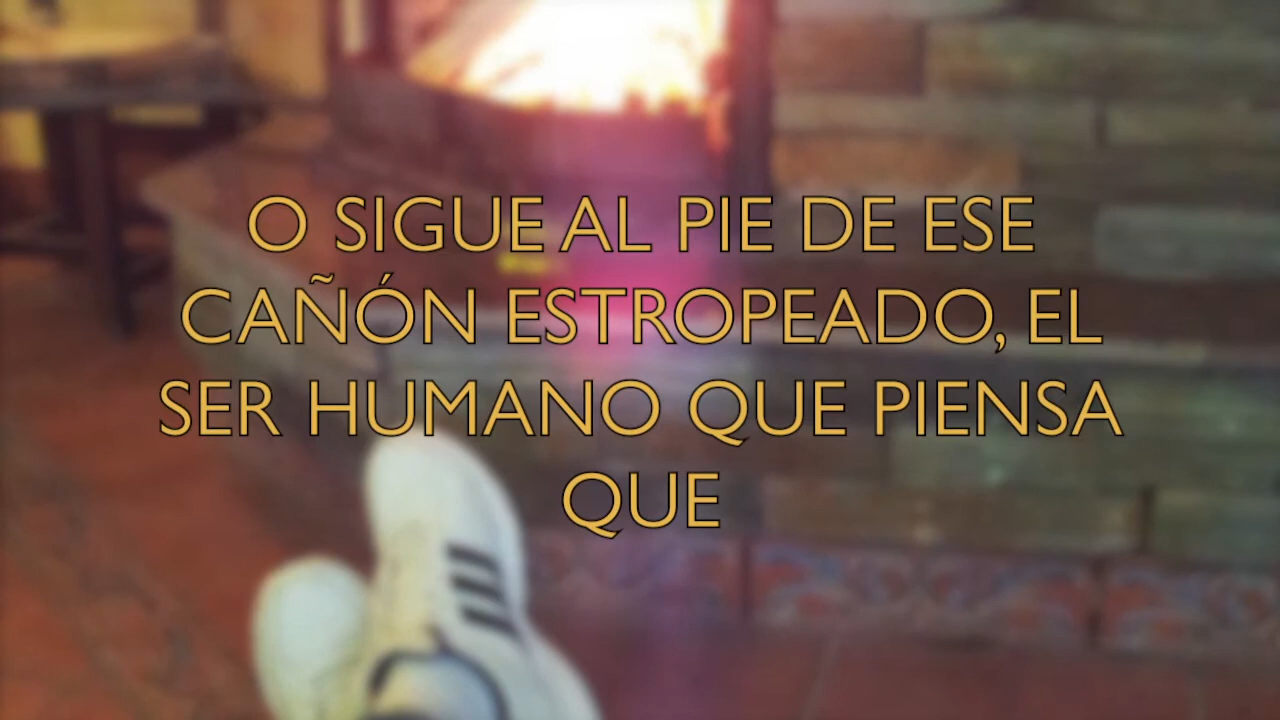 O SIGUE AL PIE DE ESE
CAÑÓN ESTROPEADO, EL
SER HUMANO QUE PIENSA
QUE